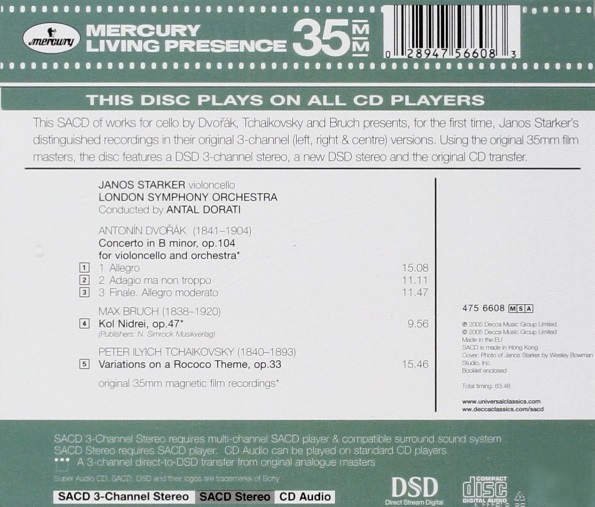 mercury
MERCURY
LIVING PRESENCE
35MM
0 28947 56608 3
THIS DISC PLAYS ON ALL CD PLAYERS
This SACD of works for cello by Dvořák, Tchaikovsky and Bruch presents, for the first time, Janos Starker's
distinguished recordings in their original 3-channel (left, right & centre) versions. Using the original 35mm film
masters, the disc features a DSD 3-channel stereo, a new DSD stereo and the original CD transfer.
JANOS STARKER violoncello
LONDON SYMPHONY ORCHESTRA
Conducted by ANTAL DORATI
ANTONÍN DVOŘÁK (1841–1904)
Concerto in B minor, op.104
for violoncello and orchestra*
1 1 Allegro 15.08
2 2 Adagio ma non troppo 11.11
3 3 Finale. Allegro moderato 11.47
MAX BRUCH (1838–1920)
4 Kol Nidrei, op.47* 9.56
(Publishers: N. Simrock Musikverlag)
PETER ILYICH TCHAIKOVSKY (1840–1893)
5 Variations on a Rococo Theme, op.33 15.46
original 35mm magnetic film recordings*
475 6608 MSA
℗ 2005 Decca Music Group Limited.
© 2005 Decca Music Group Limited.
Made in the EU
SACD is made in Hong Kong
Cover: Photo of Janos Starker by Wesley Bowman
Studio, Inc.
Booklet enclosed
Total timing: 63.48
www.universalclassics.com
www.deccaclassics.com/sacd
SACD 3-Channel Stereo requires multi-channel SACD player & compatible surround sound system
SACD Stereo requires SACD player. CD Audio can be played on standard CD players
A 3-channel direct-to-DSD transfer from original analogue masters
Super Audio CD, SACD, DSD and their logos are trademarks of Sony
SACD 3-Channel Stereo SACD Stereo CD Audio
DSD
Direct Stream Digital
COMPACT
disc
DIGITAL AUDIO